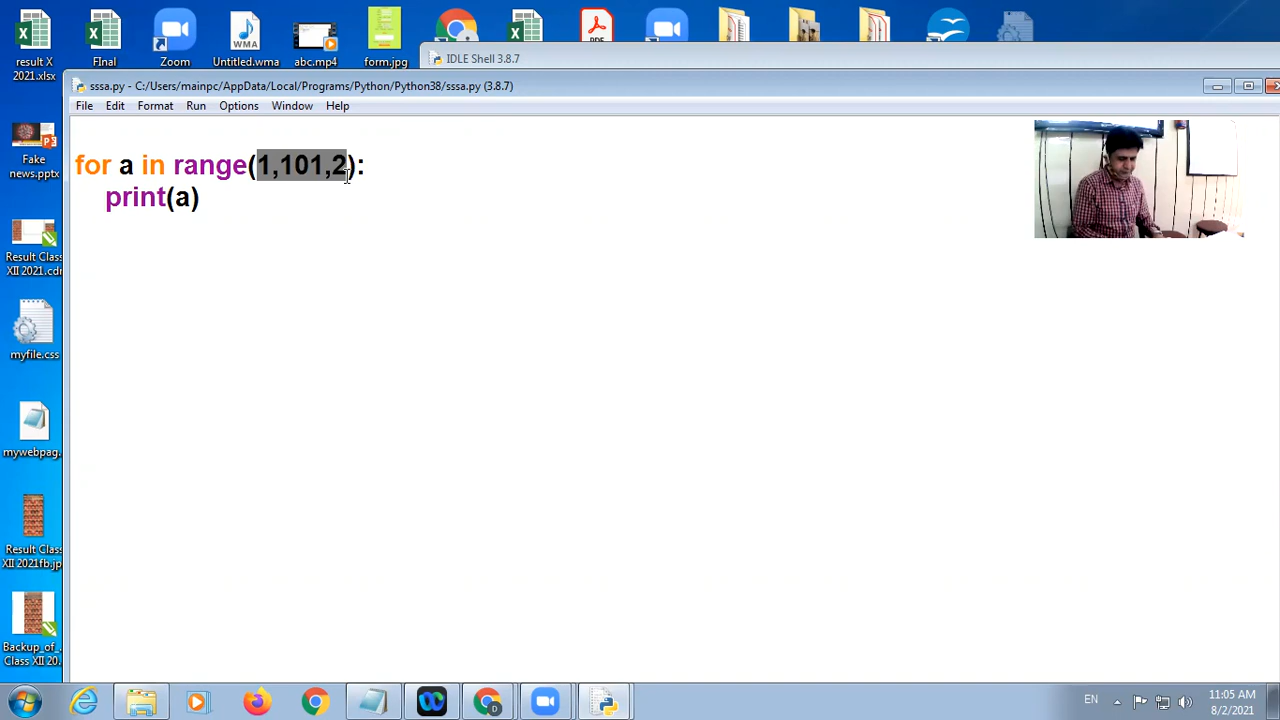 result X
2021.xlsx
FInal
Zoom
Untitled.wma
abc.mp4
form.jpg
IDLE Shell 3.8.7
sssa.py - C:/Users/mainpc/AppData/Local/Programs/Python/Python38/sssa.py (3.8.7)
File Edit Format Run Options Window Help
for a in range(1,101,2):
print(a)
Fake
news.pptx
Result Class
XII 2021.cdr
myfile.css
mywebpag.
Result Clas
XII 2021fb.jp
Backup_of_
Class XII 20.
EN
11:05 AM
8/2/2021